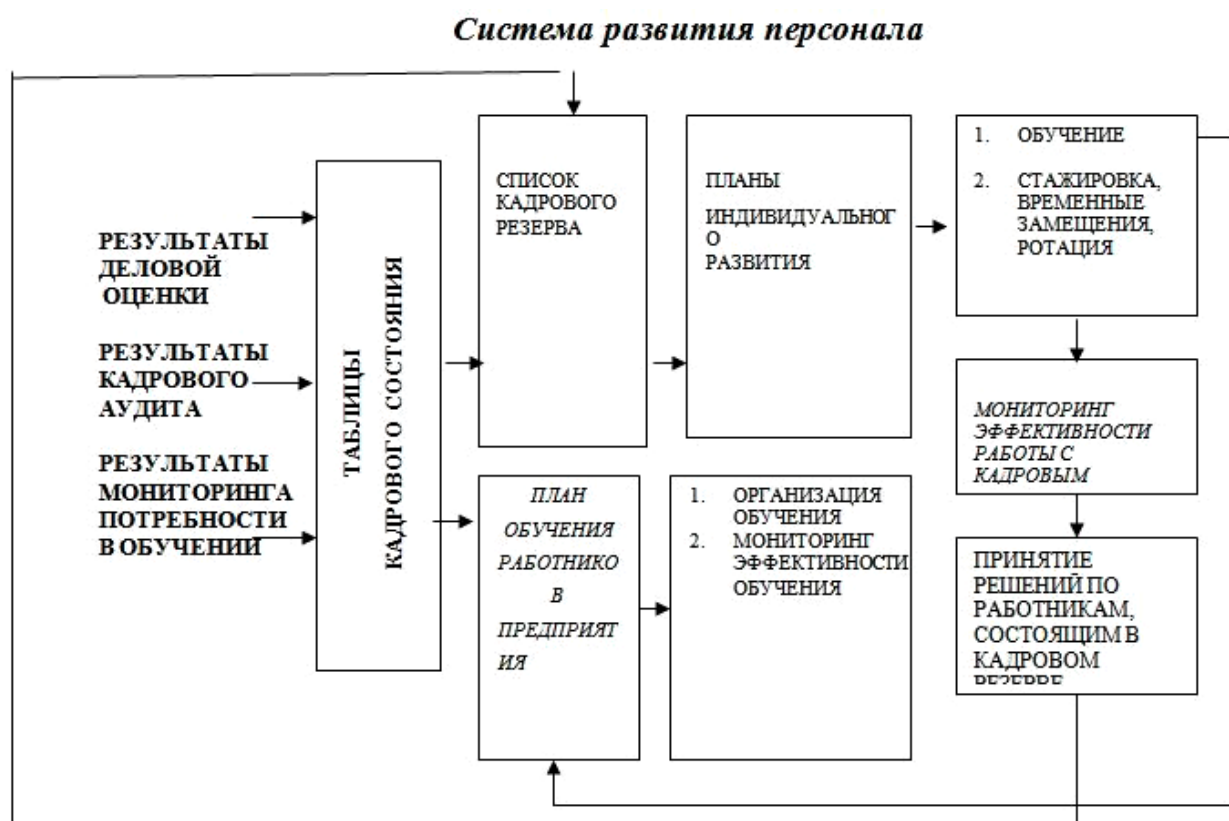 Система развития персонала
РЕЗУЛЬТАТЫ
ДЕЛОВОЙ
ОЦЕНКИ
РЕЗУЛЬТАТЫ
КАДРОВОГО
АУДИТА
РЕЗУЛЬТАТЫ
МОНИТОРИНГА
ПОТРЕБНОСТИ
В ОБУЧЕНИИ
ТАБЛИЦЫ
КАДРОВОГО СОСТОЯНИЯ
СПИСОК
КАДРОВОГО
РЕЗЕРВА
ПЛАНЫ
ИНДИВИДУАЛЬНОГ
О
РАЗВИТИЯ
1. ОБУЧЕНИЕ
2. СТАЖИРОВКА,
ВРЕМЕННЫЕ
ЗАМЕЩЕНИЯ,
РОТАЦИЯ
МОНИТОРИНГ
ЭФФЕКТИВНОСТИ
РАБОТЫ С
КАДРОВЫМ
ПРИНЯТИЕ
РЕШЕНИЙ ПО
РАБОТНИКАМ,
СОСТОЯЩИМ В
КАДРОВОМ
РЕЗЕРВЕ
ПЛАН
ОБУЧЕНИЯ
РАБОТНИКО
В
ПРЕДПРИЯТ
ИЯ
1. ОРГАНИЗАЦИЯ
ОБУЧЕНИЯ
2. МОНИТОРИНГ
ЭФФЕКТИВНОСТИ
ОБУЧЕНИЯ